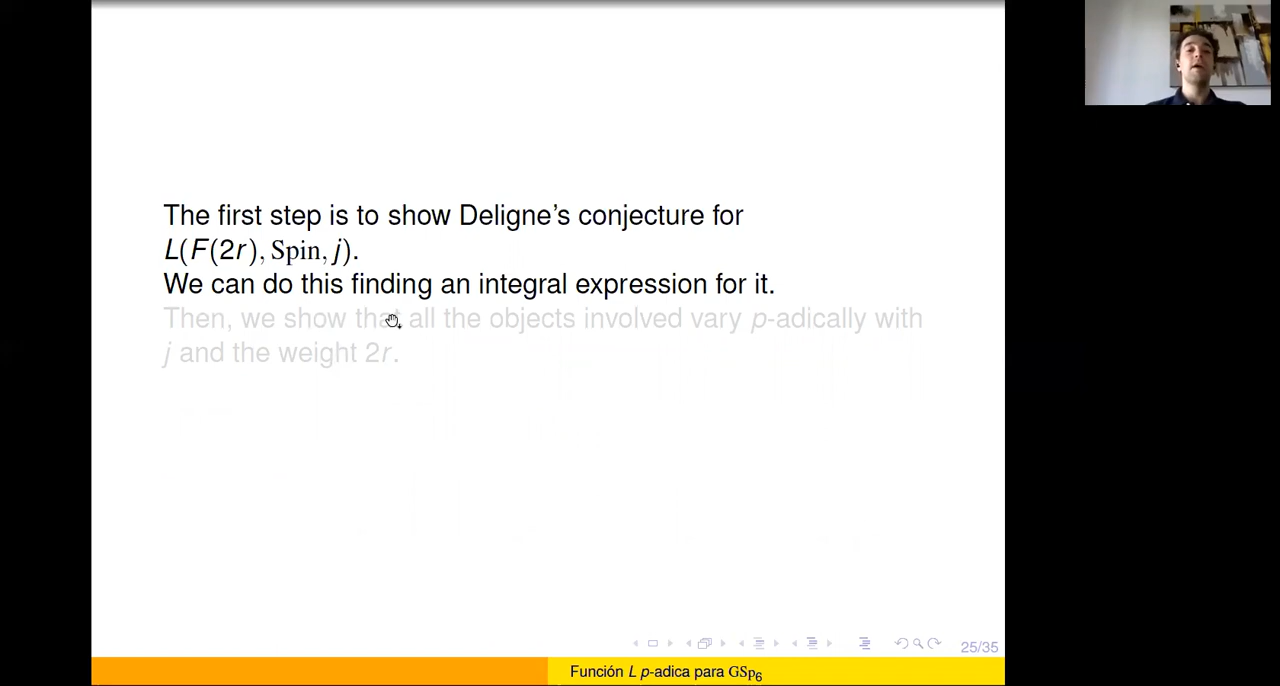 The first step is to show Deligne's conjecture for
L(F(2r), Spin, j).
We can do this finding an integral expression for it.
Then, we show that all the objects involved vary p-adically with
j and the weight 2r.
25/35
Función L p-adica para GSp₆